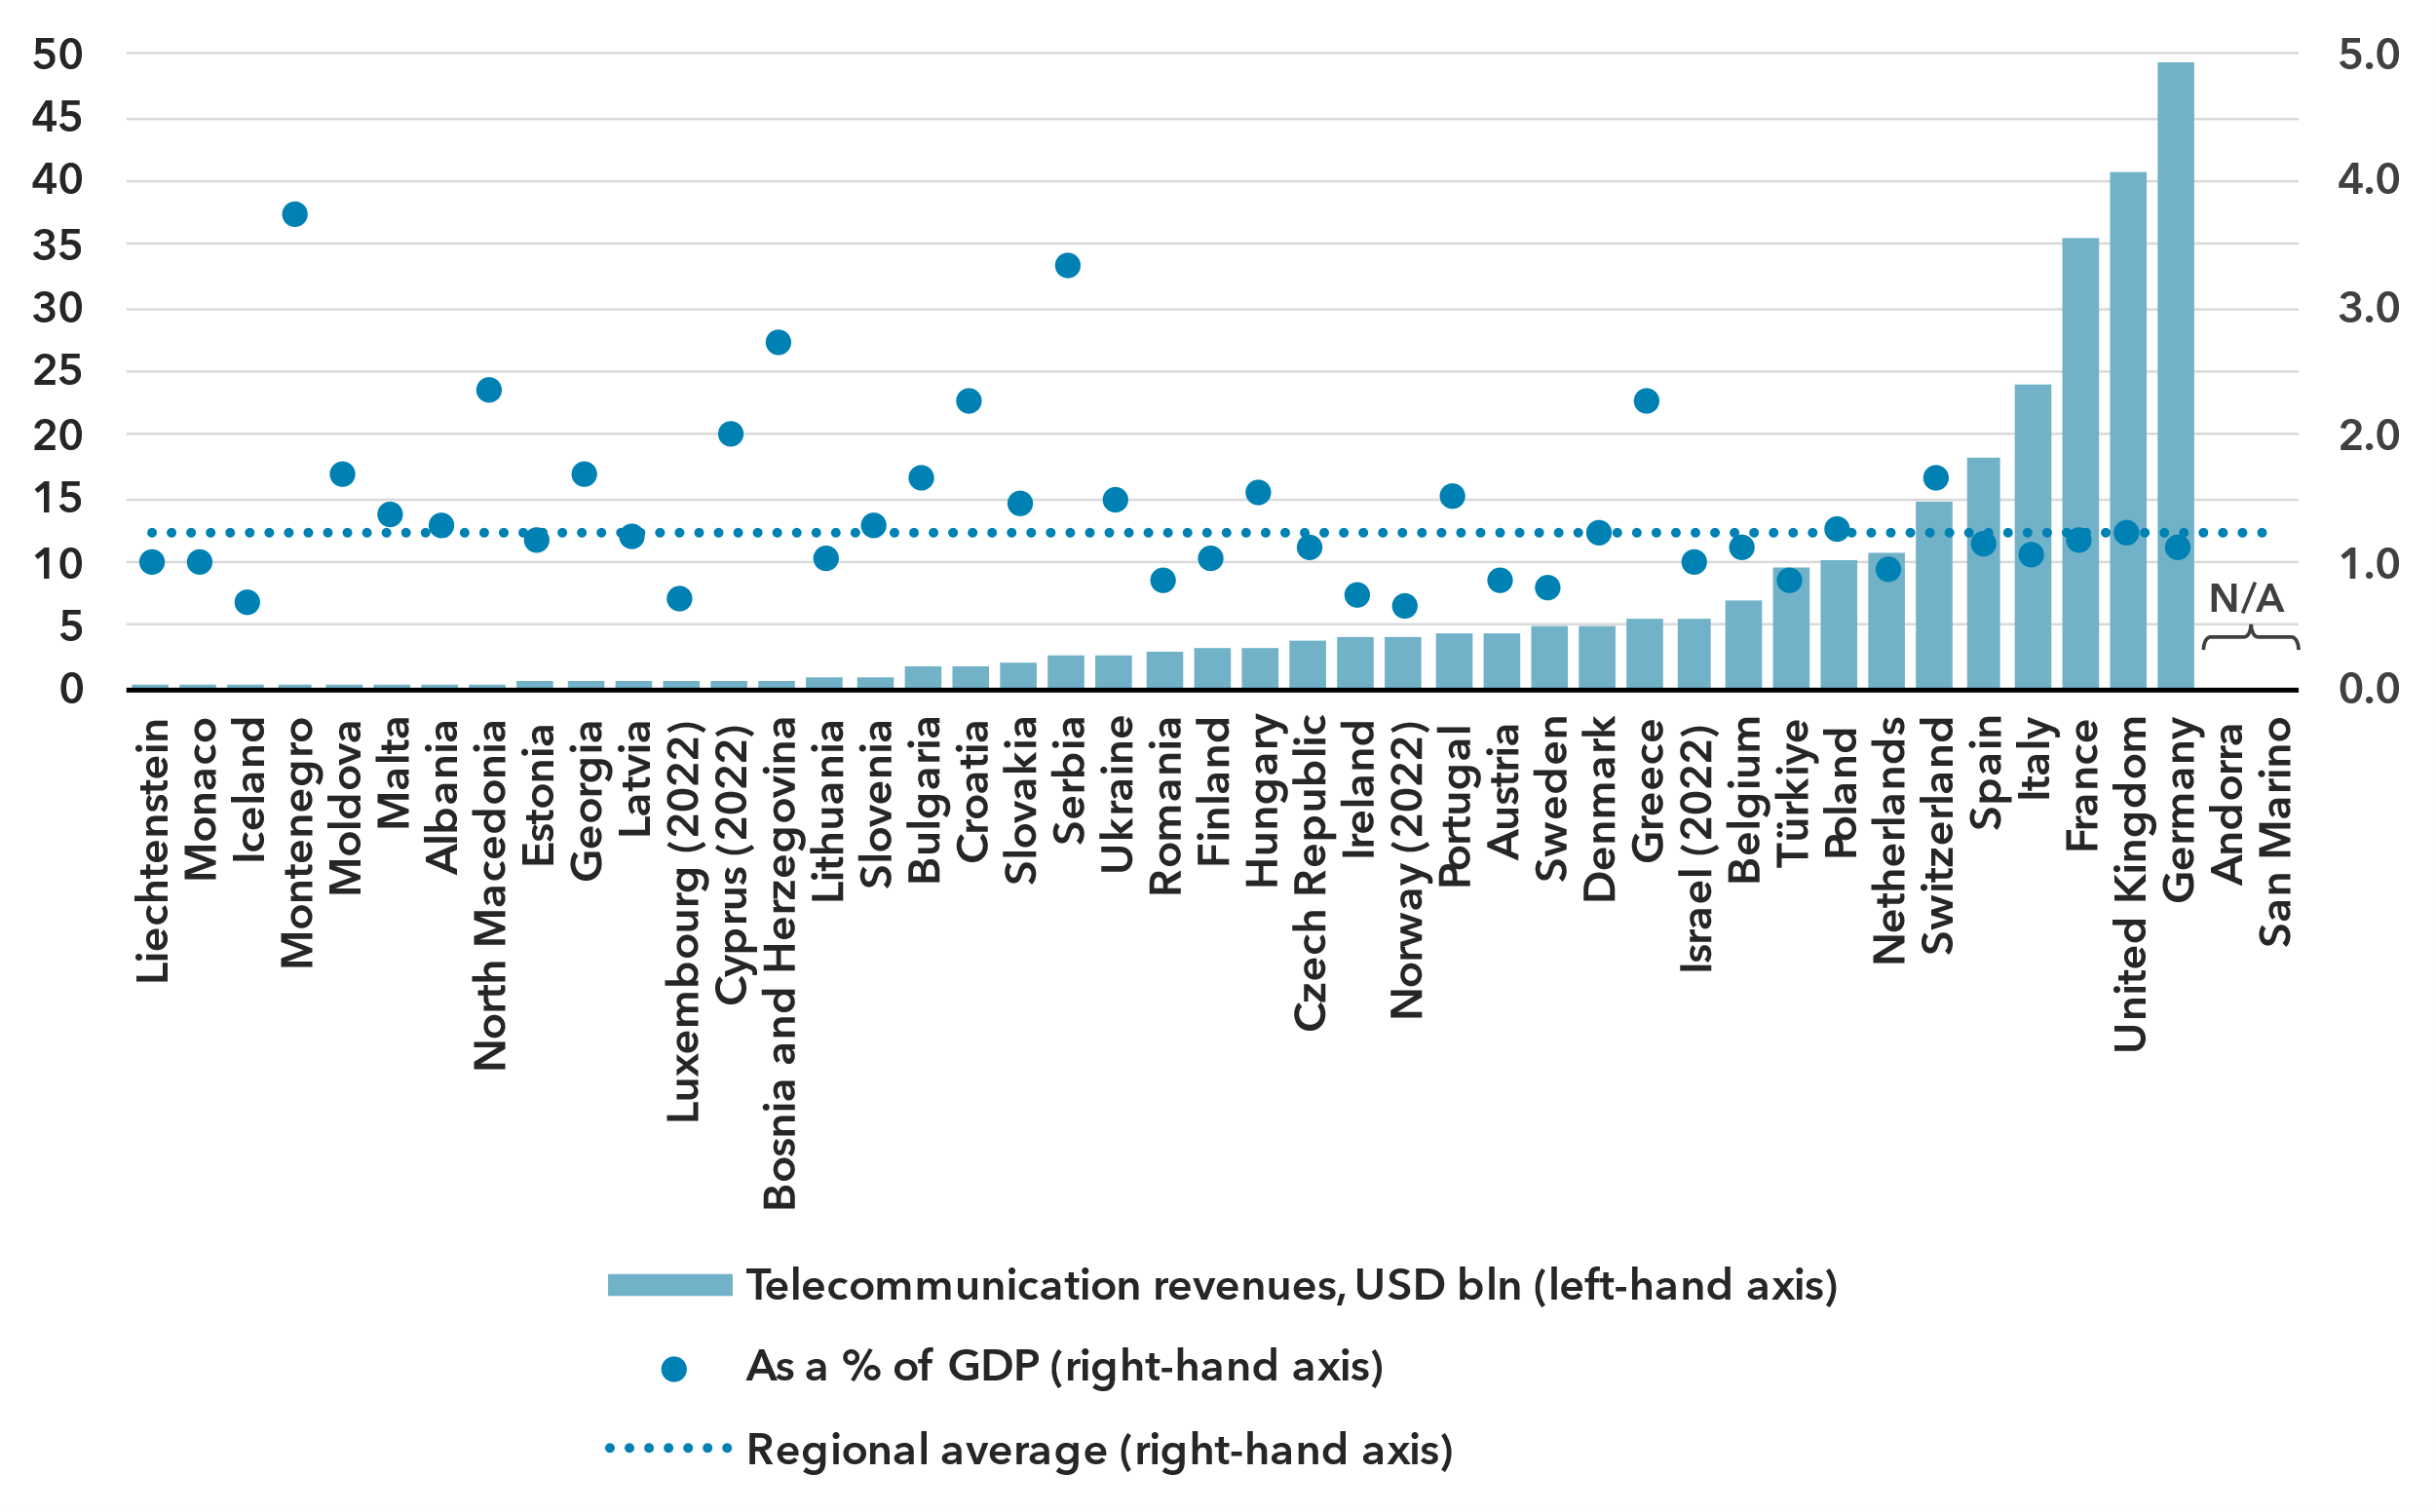 50
45
40
35
30
25
20
15
10
5
0
5.0
4.0
3.0
2.0
1.0
0.0
N/A
Liechtenstein
Monaco
Iceland
Montenegro
Moldova
Malta
Albania
North Macedonia
Estonia
Georgia
Latvia
Luxembourg (2022)
Cyprus (2022)
Bosnia and Herzegovina
Lithuania
Slovenia
Bulgaria
Croatia
Slovakia
Serbia
Ukraine
Romania
Finland
Hungary
Czech Republic
Ireland
Norway (2022)
Portugal
Austria
Sweden
Denmark
Greece
Israel (2022)
Belgium
Türkiye
Poland
Netherlands
Switzerland
Spain
Italy
France
United Kingdom
Germany
Andorra
San Marino
Telecommunication revenues, USD bln (left-hand axis)
As a % of GDP (right-hand axis)
Regional average (right-hand axis)